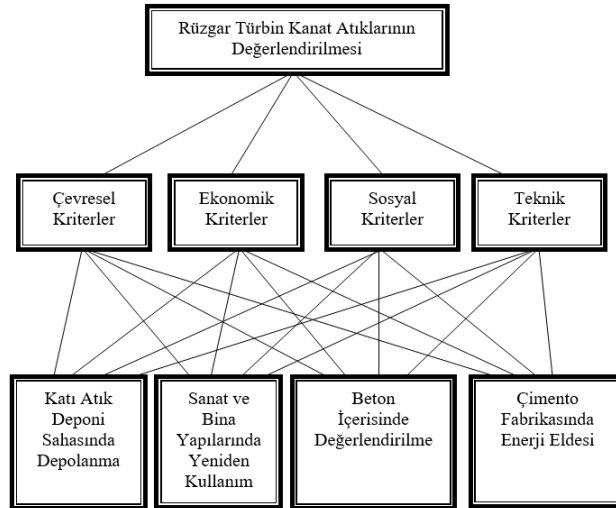 Rüzgar Türbin Kanat Atıklarının
Değerlendirilmesi
Çevresel
Kriterler
Ekonomik
Kriterler
Sosyal
Kriterler
Teknik
Kriterler
Katı Atık
Deponi
Sahasında
Depolanma
Sanat ve
Bina
Yapılarında
Yeniden
Kullanım
Beton
İçerisinde
Değerlendirilme
Çimento
Fabrikasında
Enerji Eldesi